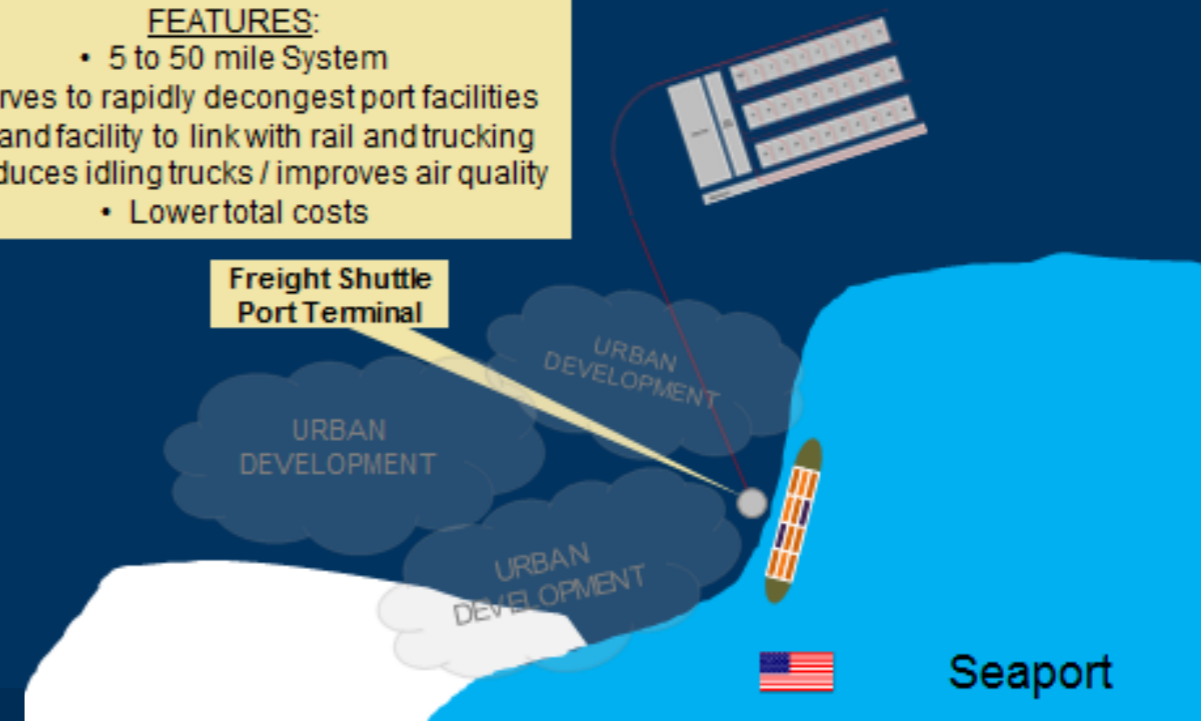 FEATURES:
• 5 to 50 mile System
rves to rapidly decongest port facilities
and facility to link with rail and trucking
duces idling trucks / improves air quality
• Lower total costs
Freight Shuttle
Port Terminal
URBAN
DEVELOPMENT
URBAN
DEVELOPMENT
URBAN
DEVELOPMENT
Seaport